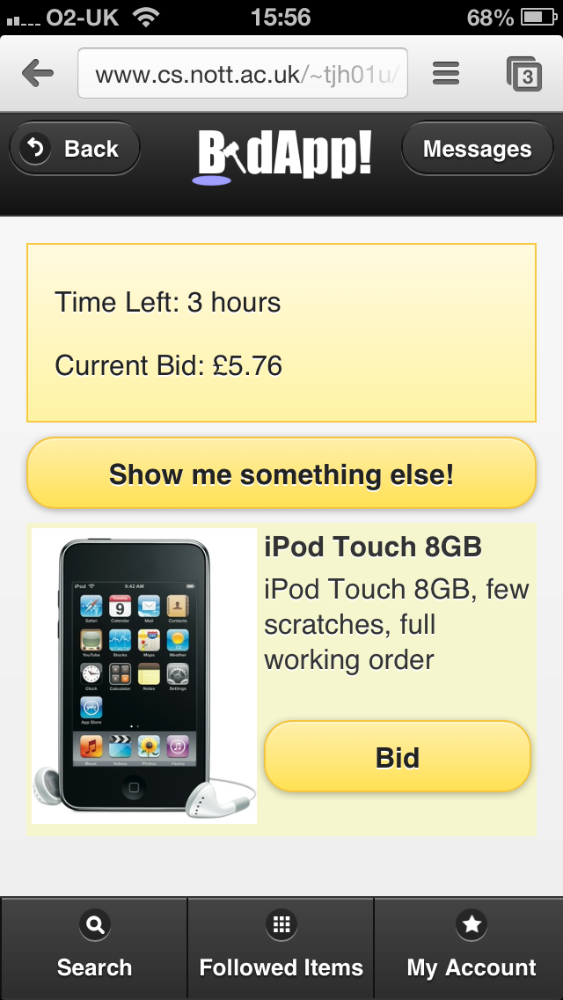 O2-UK 15:56 68%
www.cs.nott.ac.uk/~tjh01u/
3
Back
BidApp!
Messages
Time Left: 3 hours
Current Bid: £5.76
Show me something else!
iPod Touch 8GB
iPod Touch 8GB, few
scratches, full
working order
iPod 9:42 AM
Tuesday
9
Safari Calendar Mail Contacts
YouTube Stocks Maps Weather
Clock Calculator Notes Settings
App Store
Music Videos Photos iTunes
Bid
Search
Followed Items
My Account